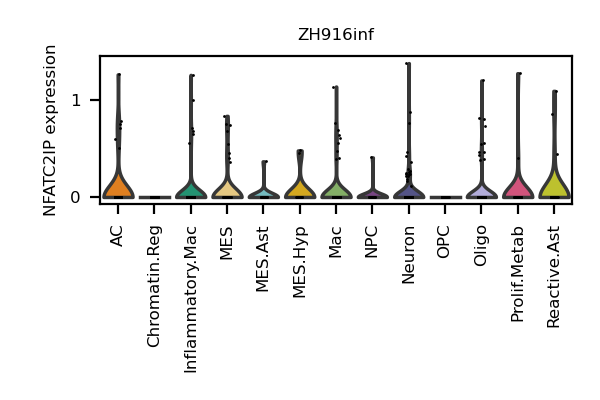 ZH916inf
NFATC2IP expression
1
0
AC
Chromatin.Reg
Inflammatory.Mac
MES
MES.Ast
MES.Hyp
Mac
NPC
Neuron
OPC
Oligo
Prolif.Metab
Reactive.Ast